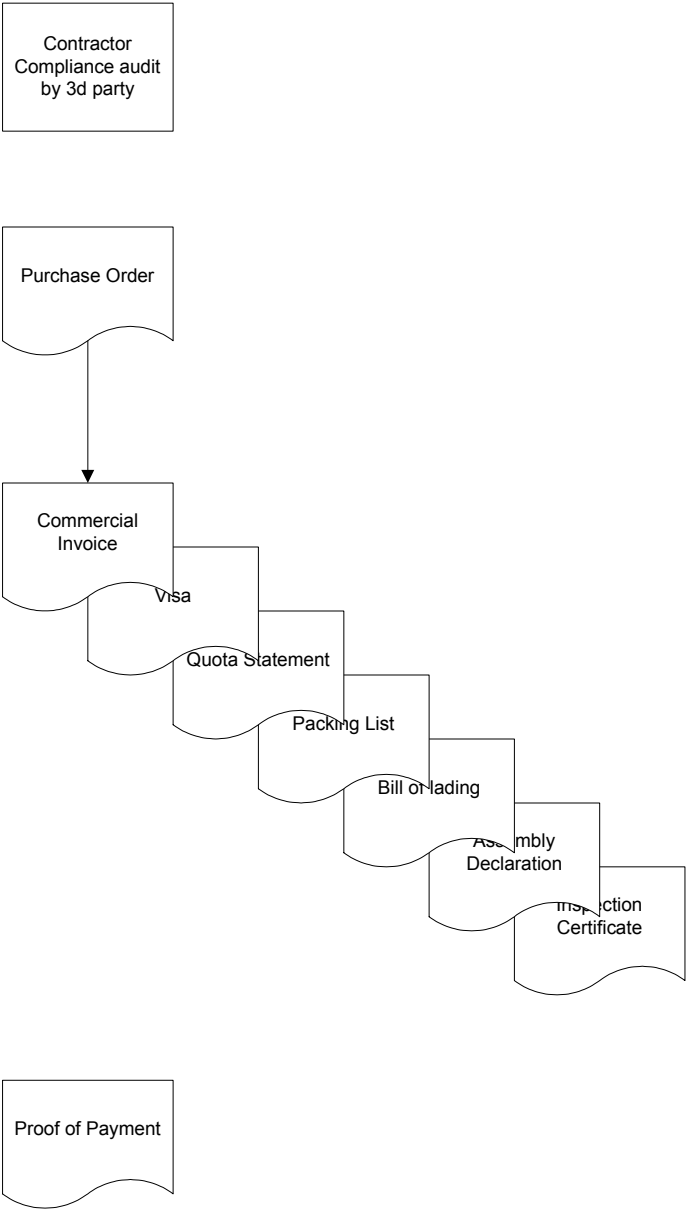 Contractor
Compliance audit
by 3d party
Purchase Order
Commercial
Invoice
Visa
Quota Statement
Packing List
Bill of lading
Assembly
Declaration
Inspection
Certificate
Proof of Payment